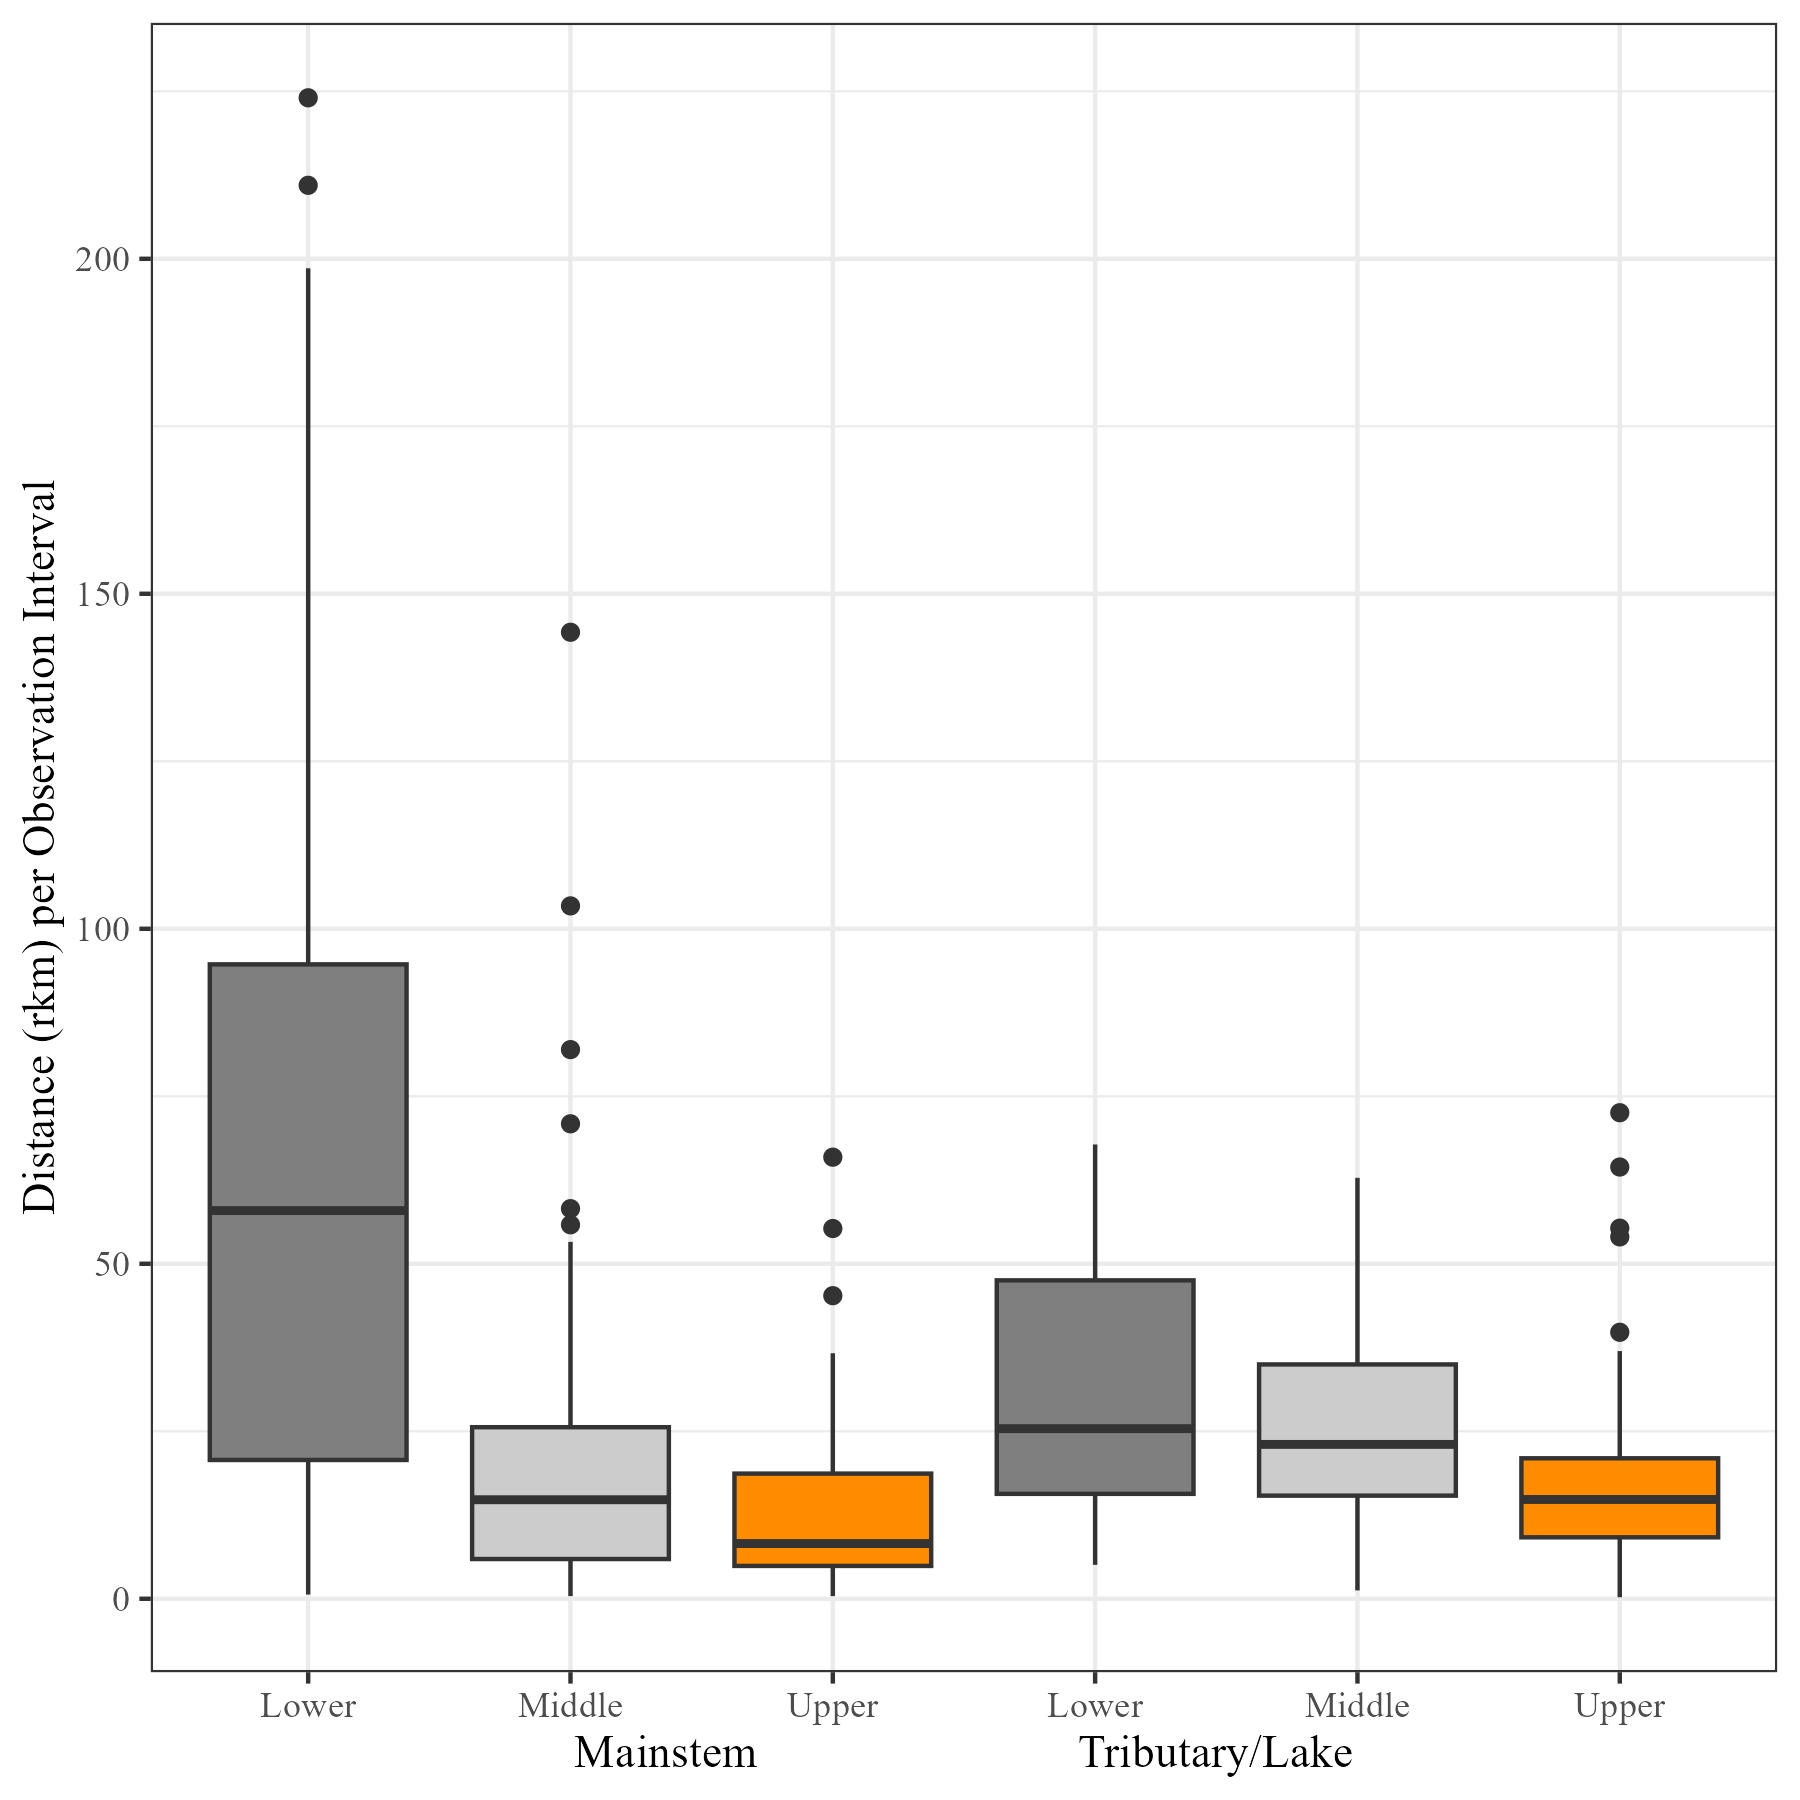 Distance (rkm) per Observation Interval
200
150
100
50
0
Lower Middle Upper Lower Middle Upper
Mainstem Tributary/Lake